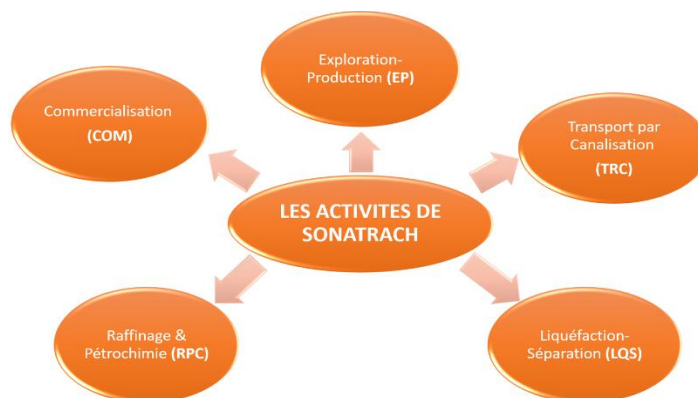 Exploration-
Production (EP)
Commercialisation
(COM)
Transport par
Canalisation
(TRC)
LES ACTIVITES DE
SONATRACH
Raffinage &
Pétrochimie (RPC)
Liquéfaction-
Séparation (LQS)